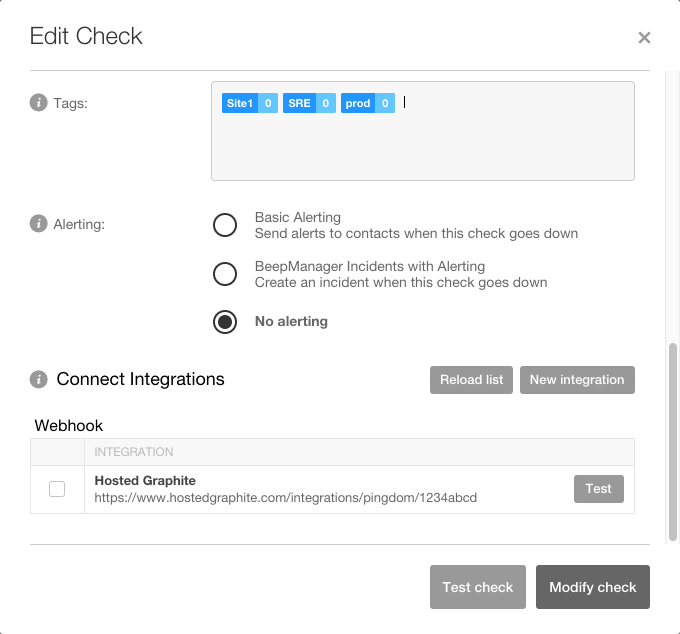 Edit Check
×
i Tags:
Site1 0 SRE 0 prod 0
i Alerting:
Basic Alerting
Send alerts to contacts when this check goes down
BeepManager Incidents with Alerting
Create an incident when this check goes down
No alerting
i Connect Integrations
Reload list
New integration
Webhook
INTEGRATION
Hosted Graphite
https://www.hostedgraphite.com/integrations/pingdom/1234abcd
Test
Test check
Modify check